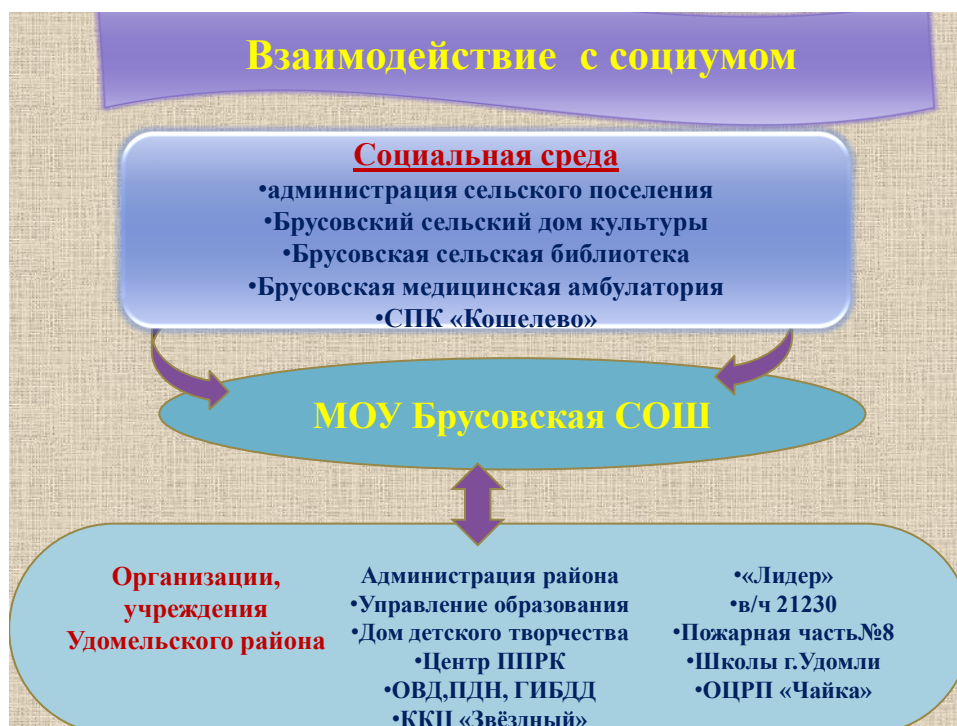 Взаимодействие с социумом
Социальная среда
•администрация сельского поселения
•Брусовский сельский дом культуры
•Брусовская сельская библиотека
•Брусовская медицинская амбулатория
•СПК «Кошелево»
МОУ Брусовская СОШ
Организации,
учреждения
Удомельского района
Администрация района
•Управление образования
•Дом детского творчества
•Центр ППРК
•ОВД,ПДН, ГИБДД
•ККЦ «Звёздный»
•«Лидер»
•в/ч 21230
•Пожарная часть№8
•Школы г.Удомли
•ОЦРП «Чайка»